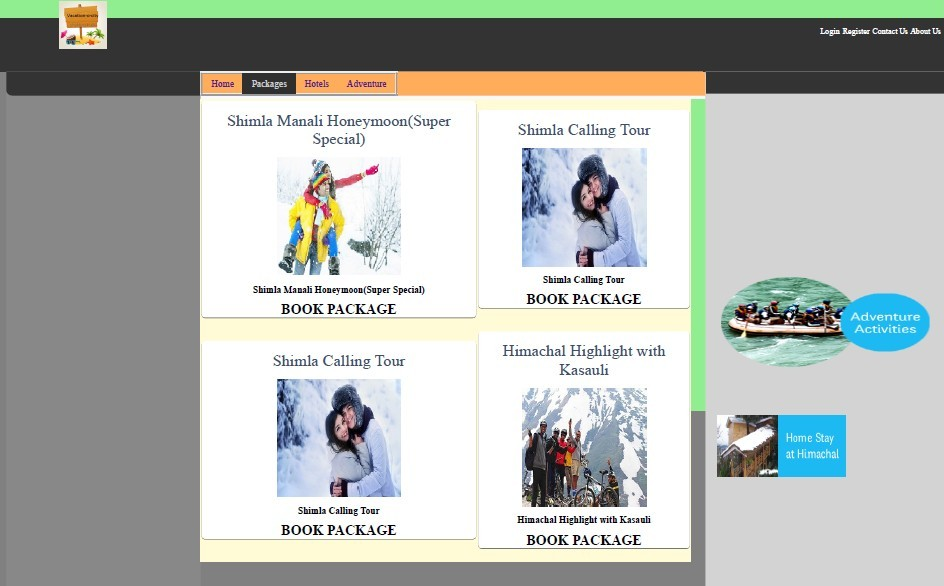 Vacation
Login Register Contact Us About Us
Home Packages Hotels Adventure
Shimla Manali Honeymoon(Super
Special)
Shimla Manali Honeymoon(Super Special)
BOOK PACKAGE
Shimla Calling Tour
Shimla Calling Tour
BOOK PACKAGE
Shimla Calling Tour
Shimla Calling Tour
BOOK PACKAGE
Himachal Highlight with
Kasauli
Himachal Highlight with Kasauli
BOOK PACKAGE
Adventure
Activities
Home Stay
at Himachal